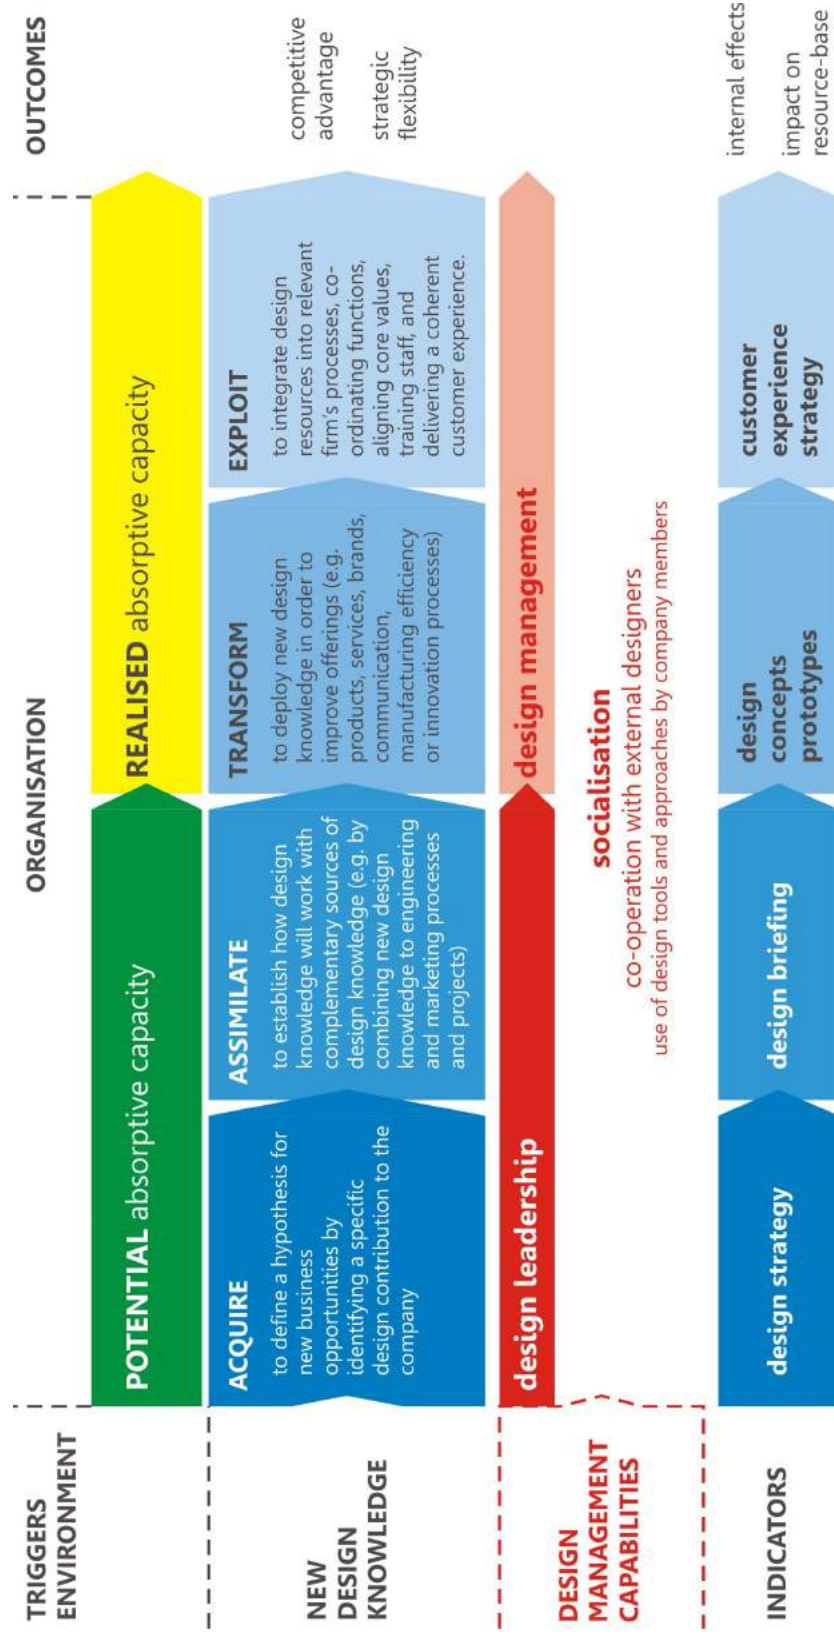 TRIGGERS
ENVIRONMENT
ORGANISATION
OUTCOMES
POTENTIAL absorptive capacity
REALISED absorptive capacity
NEW
DESIGN
KNOWLEDGE
ACQUIRE
to define a hypothesis for
new business
opportunities by
identifying a specific
design contribution to the
company
ASSIMILATE
to establish how design
knowledge will work with
complementary sources of
design knowledge (e.g. by
combining new design
knowledge to engineering
and marketing processes
and projects)
TRANSFORM
to deploy new design
knowledge in order to
improve offerings (e.g.
products, services, brands,
communication,
manufacturing efficiency
or innovation processes)
EXPLOIT
to integrate design
resources into relevant
firm's processes, co-
ordinating functions,
aligning core values,
training staff, and
delivering a coherent
customer experience.
competitive
advantage
strategic
flexibility
DESIGN
MANAGEMENT
CAPABILITIES
design leadership
design management
socialisation
co-operation with external designers
use of design tools and approaches by company members
INDICATORS
design strategy
design briefing
design
concepts
prototypes
customer
experience
strategy
internal effects
impact on
resource-base